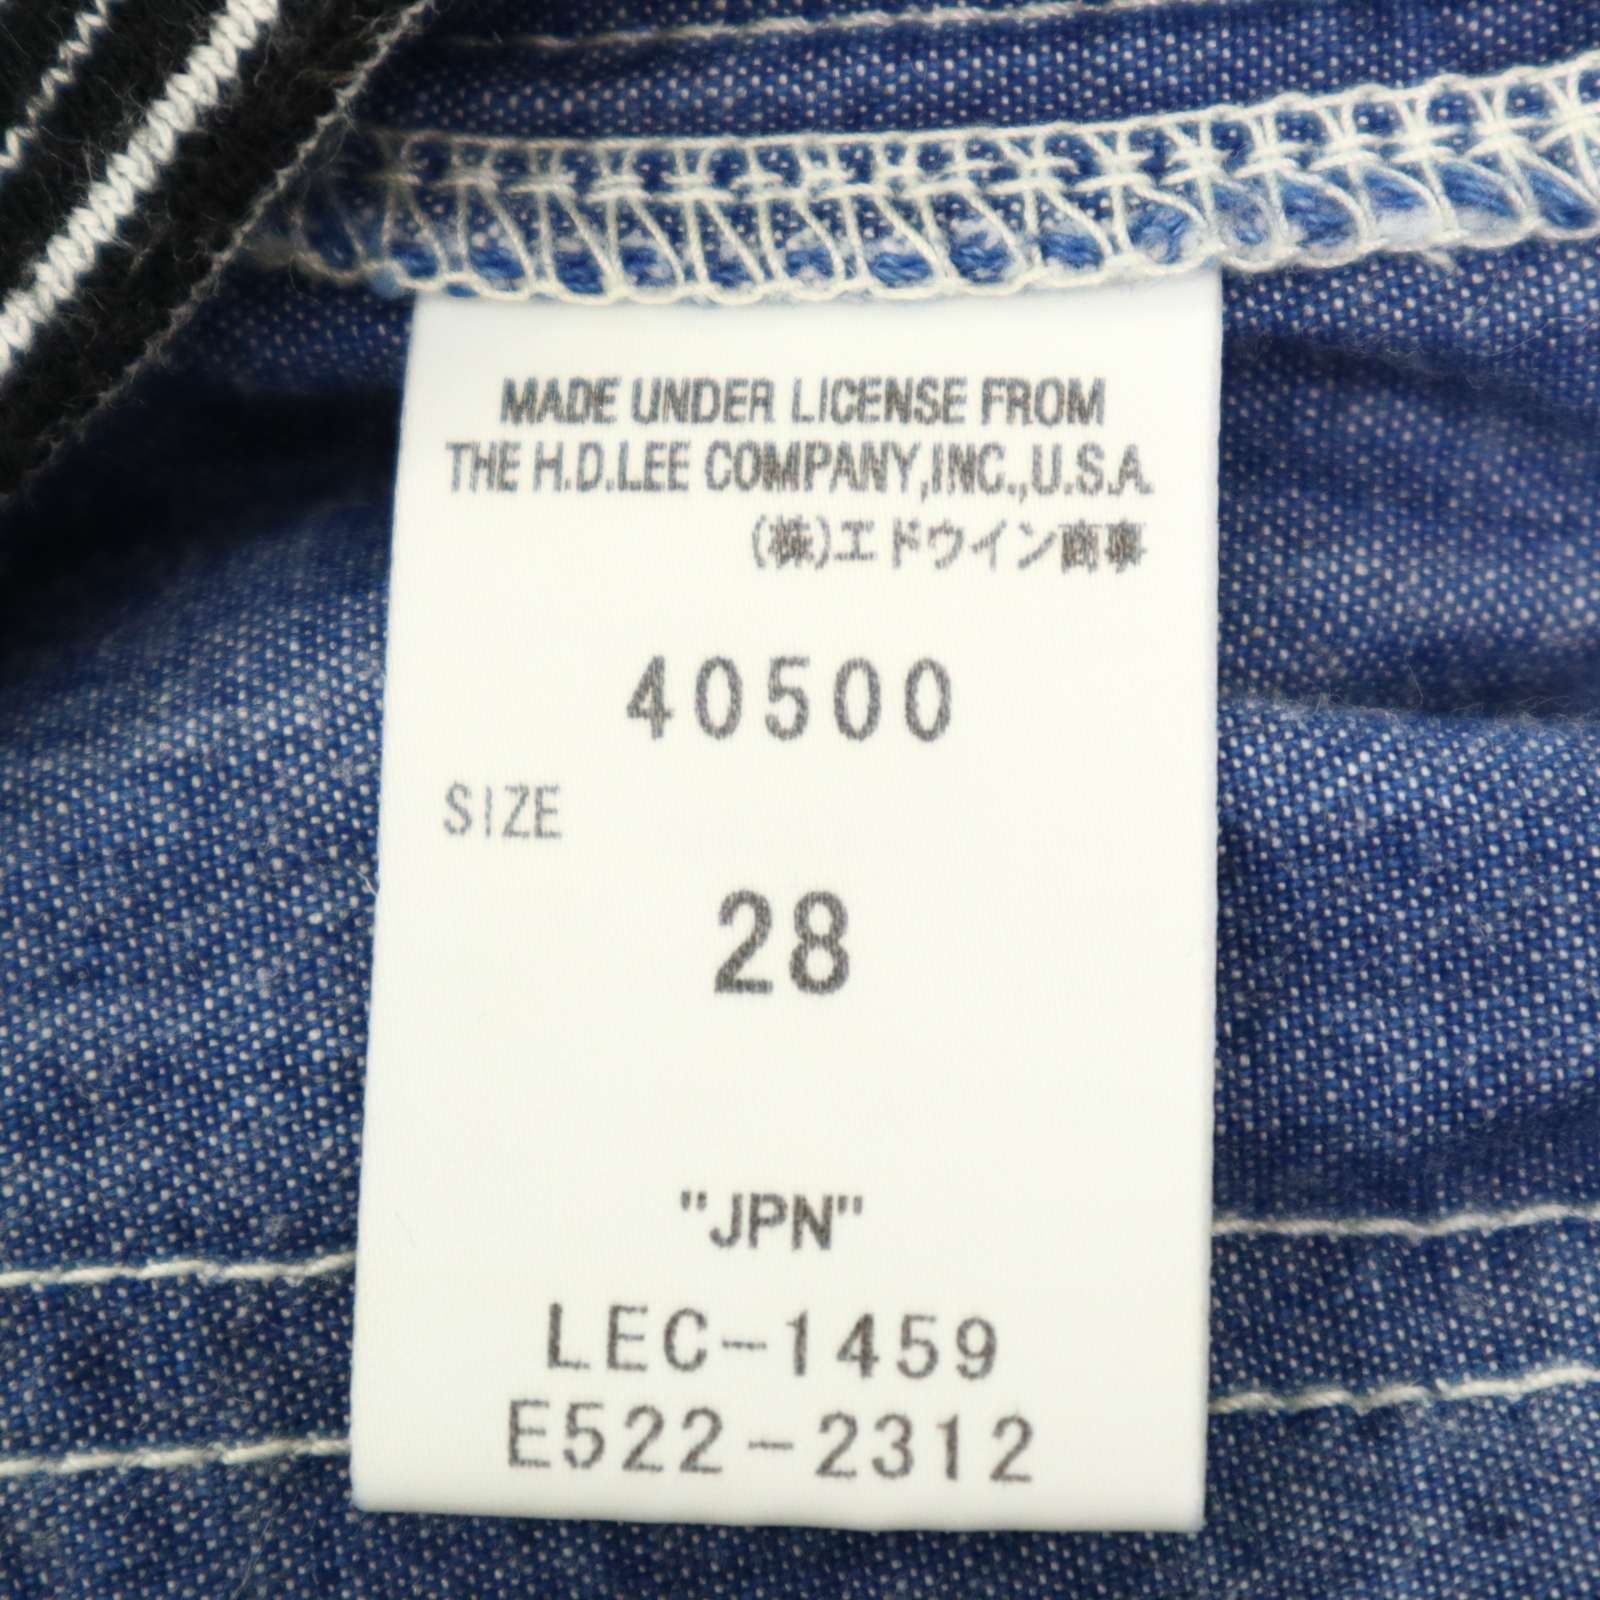 MADE UNDER LICENSE FROM
THE H.D.LEE COMPANY,INC.,U.S.A.
(株)エドウイン商事
40500
SIZE
28
"JPN"
LEC-1459
E522-2312